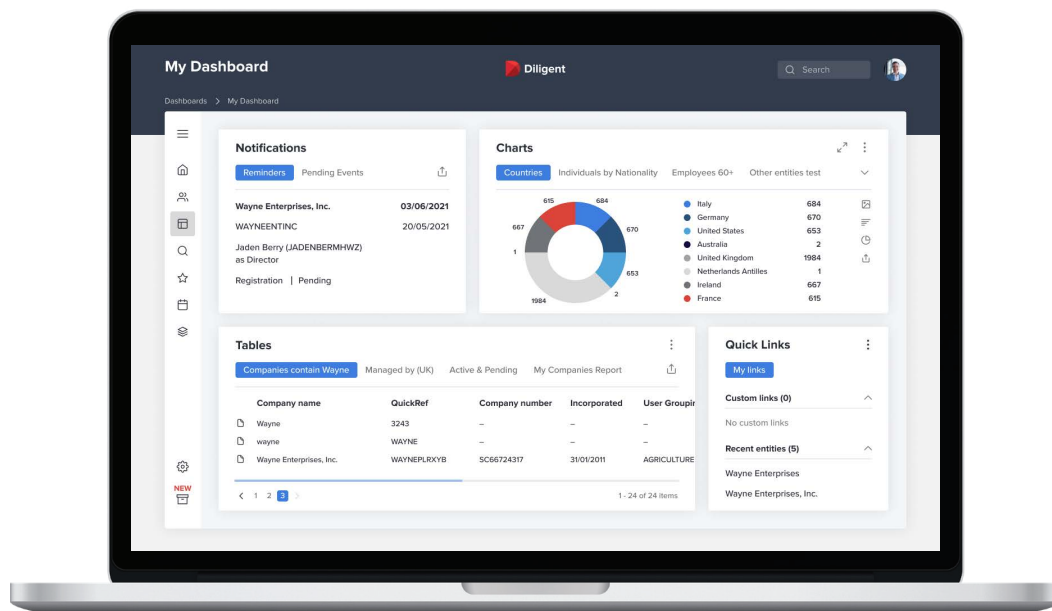 My Dashboard
Diligent
Search
Dashboards > My Dashboard
Notifications
Reminders Pending Events
Wayne Enterprises, Inc. 03/06/2021
WAYNEENTINC 20/05/2021
Jaden Berry (JADENBERMHWZ)
as Director
Registration | Pending
Charts
Countries Individuals by Nationality Employees 60+ Other entities test
615 684
667 670
1 653
1984 2
Italy 684
Germany 670
United States 653
Australia 2
United Kingdom 1984
Netherlands Antilles 1
Ireland 667
France 615
Tables
Companies contain Wayne Managed by (UK) Active & Pending My Companies Report
Company name QuickRef Company number Incorporated User Groupin
Wayne 3243 – – –
wayne WAYNE – – –
Wayne Enterprises, Inc. WAYNEPLRXYB SC66724317 31/01/2011 AGRICULTURE
< 1 2 3 >
1 - 24 of 24 items
Quick Links
My links
Custom links (0)
No custom links
Recent entities (5)
Wayne Enterprises
Wayne Enterprises, Inc.
NEW